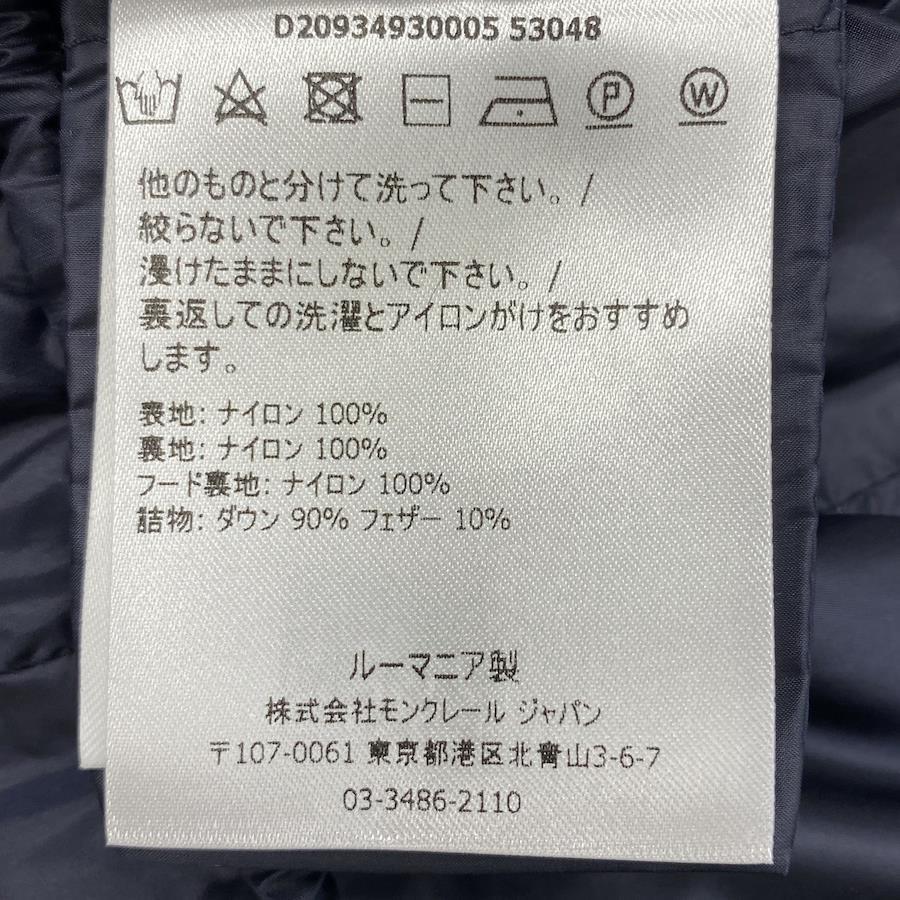 D20934930005 53048
P W
他のものと分けて洗って下さい。/
絞らないで下さい。/
浸けたままにしないで下さい。/
裏返しての洗濯とアイロンがけをおすすめ
します。
表地: ナイロン 100%
裏地: ナイロン 100%
フード裏地: ナイロン 100%
詰物: ダウン 90% フェザー 10%
ルーマニア製
株式会社モンクレール ジャパン
〒107-0061 東京都港区北青山3-6-7
03-3486-2110